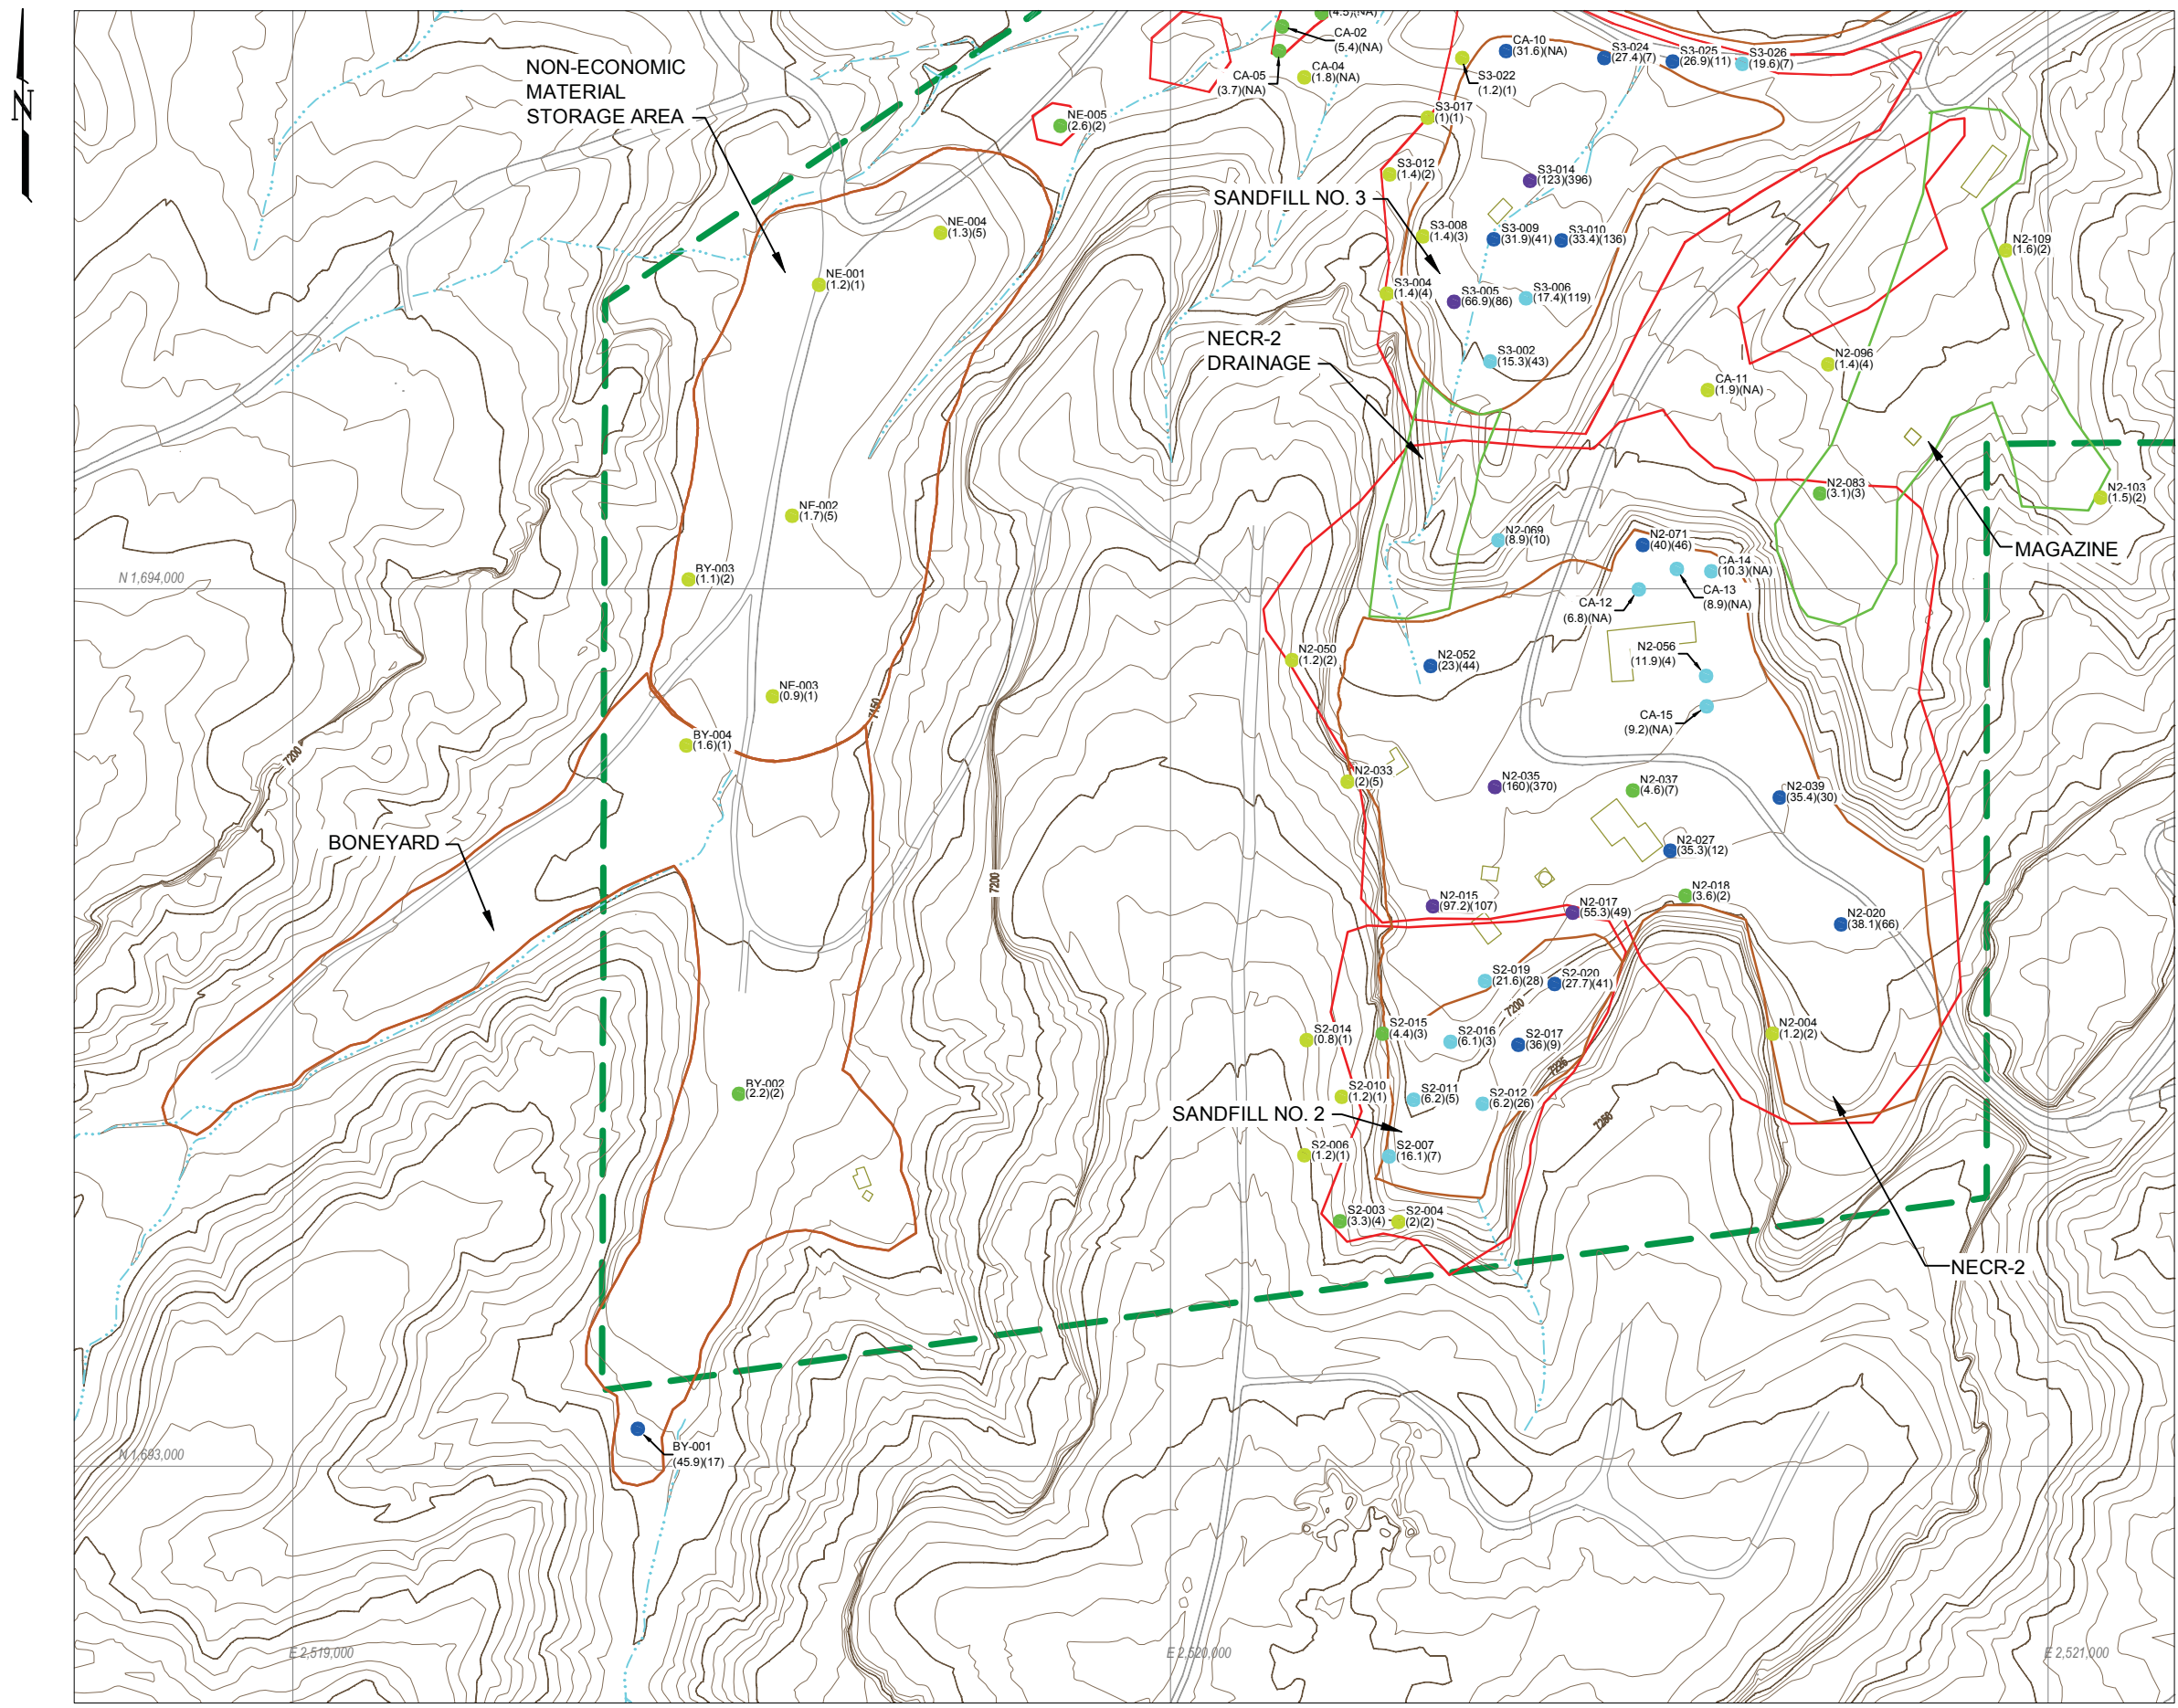 N
NON-ECONOMIC
MATERIAL
STORAGE AREA
(4.5)(NA)
CA-02
(5.4)(NA)
CA-05
(3.7)(NA)
CA-04
(1.8)(NA)
CA-10
(31.6)(NA)
S3-022
(1.2)(1)
S3-024
(27.4)(7)
S3-025
(26.9)(11)
S3-026
(19.6)(7)
NE-005
(2.6)(2)
S3-017
(1)(1)
S3-012
(1.4)(2)
S3-014
(123)(396)
SANDFILL NO. 3
NE-004
(1.3)(5)
S3-008
(1.4)(3)
S3-009
(31.9)(41)
S3-010
(33.4)(136)
N2-109
(1.6)(2)
NE-001
(1.2)(1)
S3-004
(1.4)(4)
S3-005
(66.9)(86)
S3-006
(17.4)(119)
NECR-2
DRAINAGE
S3-002
(15.3)(43)
N2-096
(1.4)(4)
CA-11
(1.9)(NA)
N2-083
(3.1)(3)
N2-103
(1.5)(2)
NE-002
(1.7)(5)
N2-069
(8.9)(10)
N2-071
(40)(46)
MAGAZINE
CA-14
(10.3)(NA)
CA-13
(8.9)(NA)
CA-12
(6.8)(NA)
N 1,694,000
BY-003
(1.1)(2)
N2-056
(11.9)(4)
N2-050
(1.2)(2)
N2-052
(23)(44)
NE-003
(0.9)(1)
7150
CA-15
(9.2)(NA)
BY-004
(1.6)(1)
7200
N2-033
(2)(5)
N2-035
(160)(370)
N2-037
(4.6)(7)
N2-039
(35.4)(30)
BONEYARD
N2-027
(35.3)(12)
7200
N2-015
(97.2)(107)
N2-017
(55.3)(49)
N2-018
(3.6)(2)
N2-020
(38.1)(66)
S2-019
(21.6)(28)
S2-020
(27.7)(41)
7200
S2-014
(0.8)(1)
S2-015
(4.4)(3)
S2-016
(6.1)(3)
S2-017
(36)(9)
N2-004
(1.2)(2)
7225
BY-002
(2.2)(2)
S2-010
(1.2)(1)
S2-011
(6.2)(5)
S2-012
(6.2)(26)
SANDFILL NO. 2
S2-006
(1.2)(1)
S2-007
(16.1)(7)
S2-003
(3.3)(4)
S2-004
(2)(2)
NECR-2
N 1,693,000
BY-001
(45.9)(17)
E 2,519,000
E 2,520,000
E 2,521,000